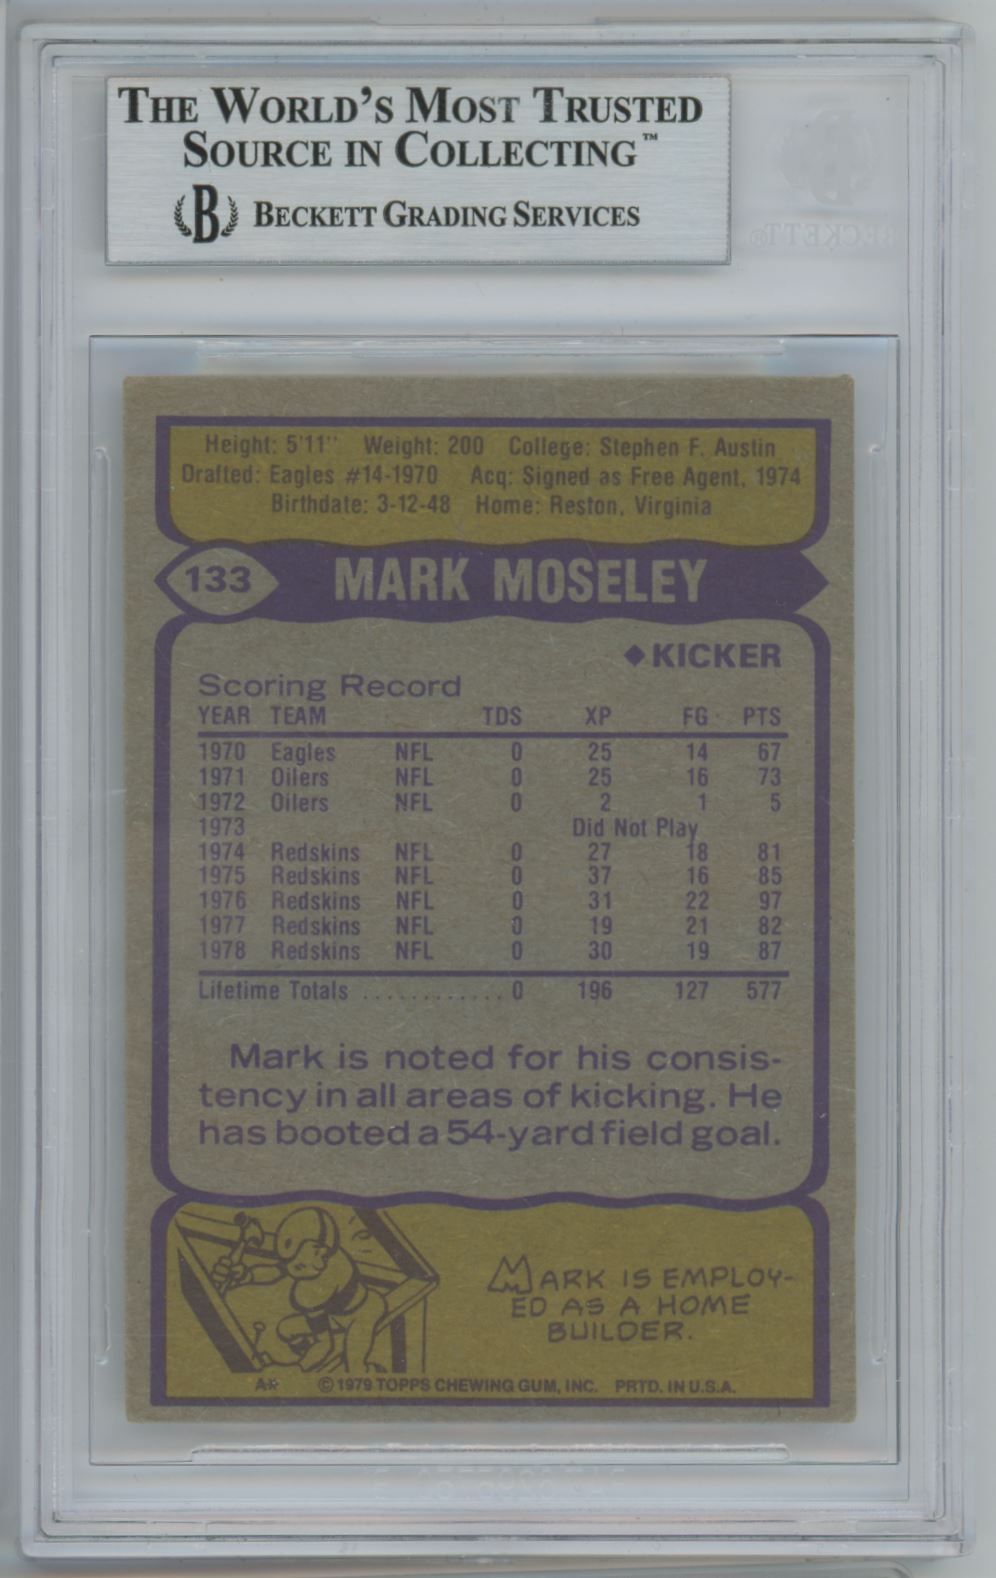 THE WORLD'S MOST TRUSTED
SOURCE IN COLLECTING™
B BECKETT GRADING SERVICES
BECKETT®
Height: 5'11" Weight: 200 College: Stephen F. Austin
Drafted: Eagles #14-1970 Acq: Signed as Free Agent, 1974
Birthdate: 3-12-48 Home: Reston, Virginia
133 MARK MOSELEY
◆ KICKER
Scoring Record
YEAR TEAM TDS XP FG PTS
1970 Eagles NFL 0 25 14 67
1971 Oilers NFL 0 25 16 73
1972 Oilers NFL 0 2 1 5
1973 Did Not Play
1974 Redskins NFL 0 27 18 81
1975 Redskins NFL 0 37 16 85
1976 Redskins NFL 0 31 22 97
1977 Redskins NFL 0 19 21 82
1978 Redskins NFL 0 30 19 87
Lifetime Totals ............ 0 196 127 577
Mark is noted for his consis-
tency in all areas of kicking. He
has booted a 54-yard field goal.
MARK IS EMPLOY-
ED AS A HOME
BUILDER.
A* © 1979 TOPPS CHEWING GUM, INC. PRTD. IN U.S.A.